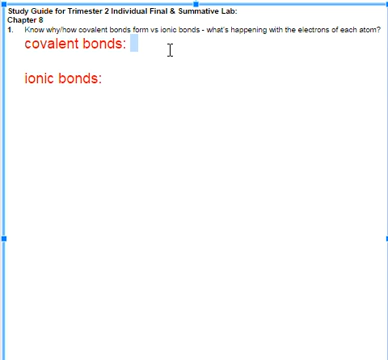 Study Guide for Trimester 2 Individual Final & Summative Lab:
Chapter 8
1. Know why/how covalent bonds form vs ionic bonds - what's happening with the electrons of each atom?
covalent bonds:
ionic bonds: